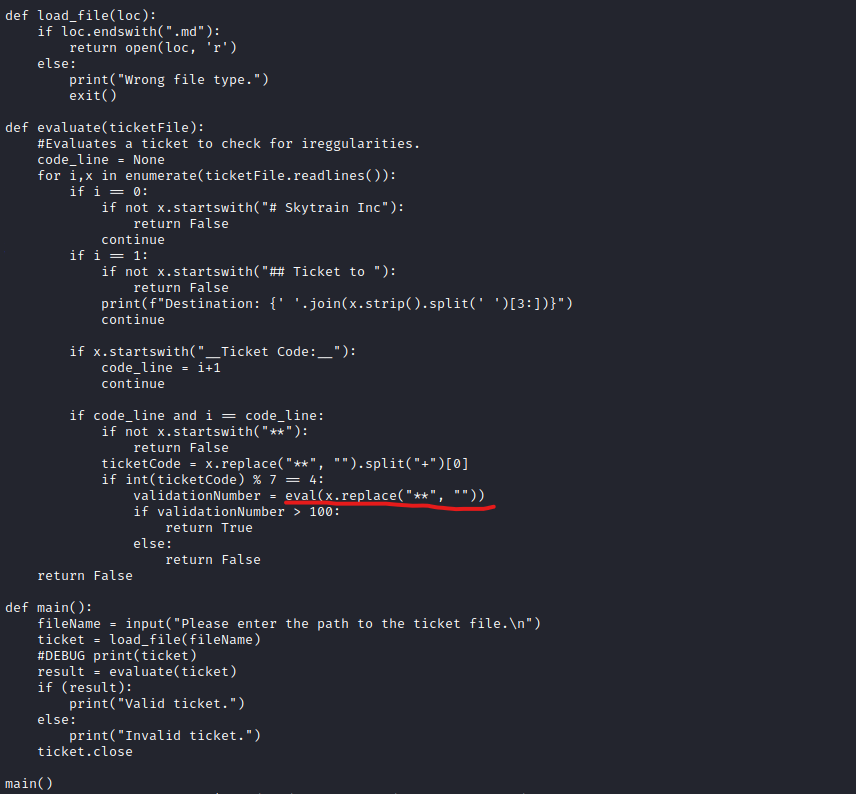 def load_file(loc):
    if loc.endswith(".md"):
        return open(loc, 'r')
    else:
        print("Wrong file type.")
        exit()

def evaluate(ticketFile):
    #Evaluates a ticket to check for ireggularities.
    code_line = None
    for i,x in enumerate(ticketFile.readlines()):
        if i == 0:
            if not x.startswith("# Skytrain Inc"):
                return False
            continue
        if i == 1:
            if not x.startswith("## Ticket to "):
                return False
            print(f"Destination: {' '.join(x.strip().split(' ')[3:])}")
            continue

        if x.startswith("__Ticket Code:__"):
            code_line = i+1
            continue

        if code_line and i == code_line:
            if not x.startswith("**"):
                return False
            ticketCode = x.replace("**", "").split("+")[0]
            if int(ticketCode) % 7 == 4:
                validationNumber = eval(x.replace("**", ""))
                if validationNumber > 100:
                    return True
                else:
                    return False
    return False

def main():
    fileName = input("Please enter the path to the ticket file.\n")
    ticket = load_file(fileName)
    #DEBUG print(ticket)
    result = evaluate(ticket)
    if (result):
        print("Valid ticket.")
    else:
        print("Invalid ticket.")
    ticket.close

main()